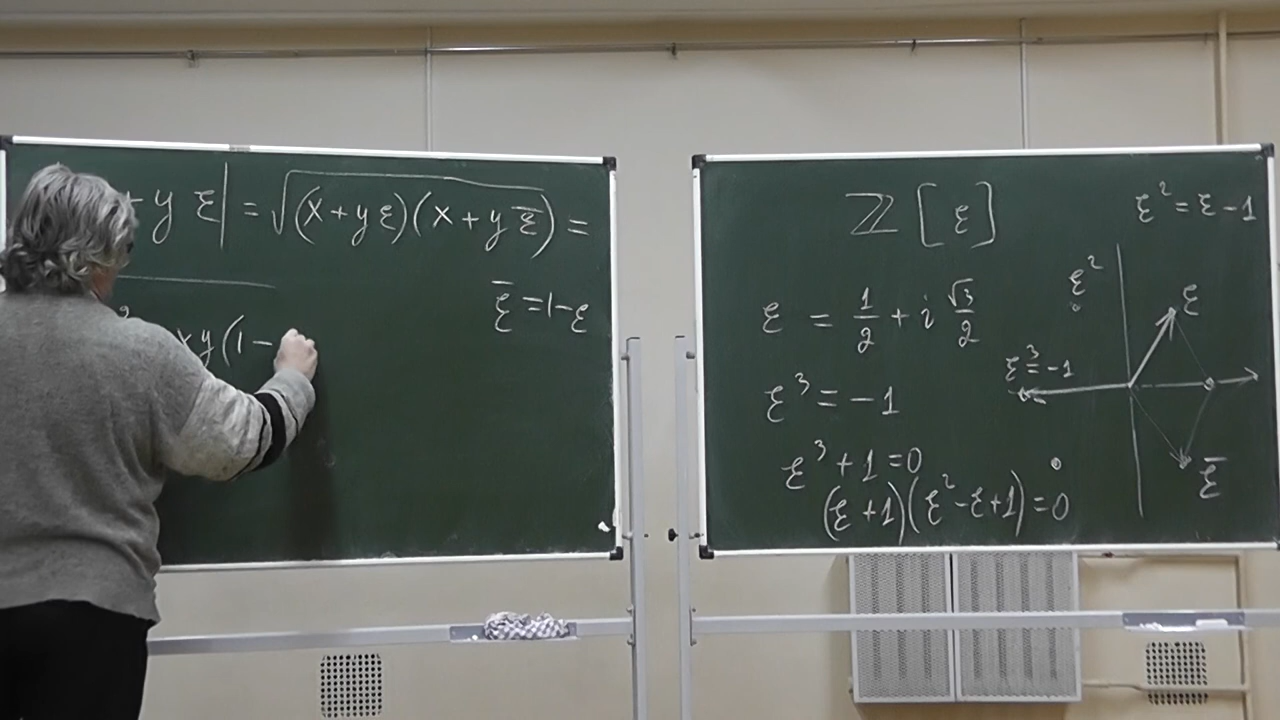 + y ε| = √(x + y ε)(x + y ε̅) =
ε̅ = 1 - ε
² xy(1 -
ℤ [ε]
ε² = ε - 1
ε = 1/2 + i √3/2
ε³ = -1
ε³ + 1 = 0
(ε + 1)(ε² - ε + 1) = 0
ε²
ε
ε³ = -1
ε̅